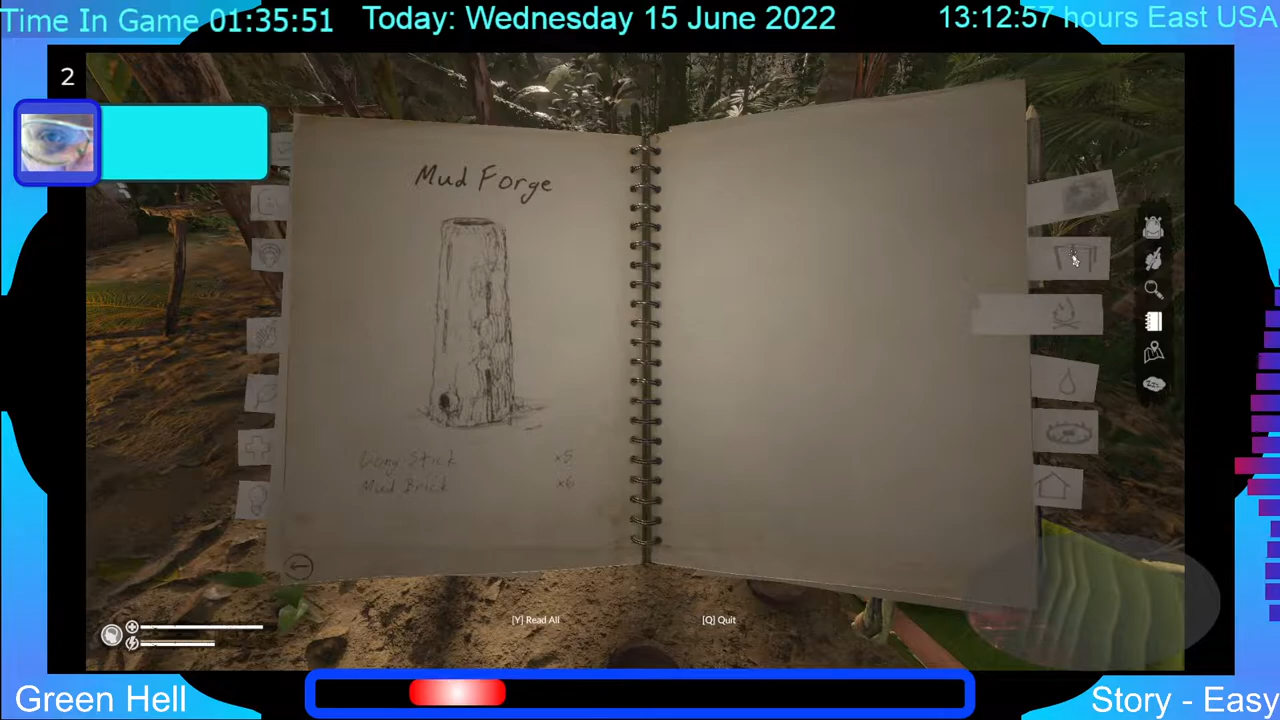 Time In Game 01:35:51 Today: Wednesday 15 June 2022 13:12:57 hours East USA
2
Mud Forge
Long Stick x5
Mud Brick x6
[Y] Read All [Q] Quit
Green Hell Story - Easy